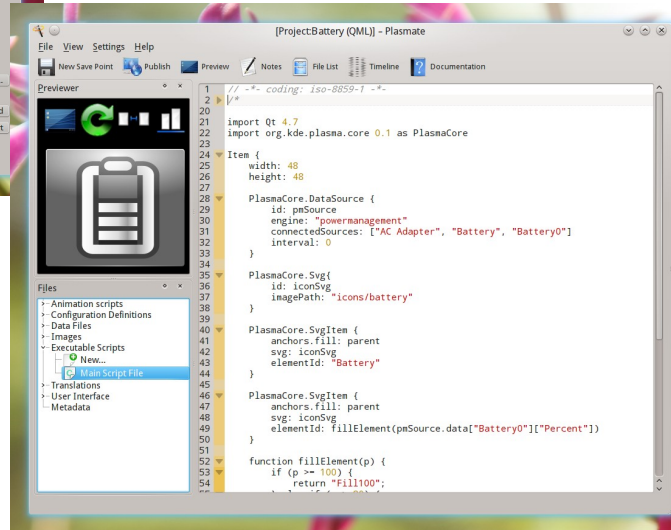 [Project:Battery (QML)] – Plasmate
File View Settings Help
New Save Point Publish Preview Notes File List Timeline Documentation
Previewer
Files
Animation scripts
Configuration Definitions
Data Files
Images
Executable Scripts
New...
Main Script File
Translations
User Interface
Metadata
1 // -*- coding: iso-8859-1 -*-
2 /*
20
21 import Qt 4.7
22 import org.kde.plasma.core 0.1 as PlasmaCore
23
24 Item {
25 width: 48
26 height: 48
27
28 PlasmaCore.DataSource {
29 id: pmSource
30 engine: "powermanagement"
31 connectedSources: ["AC Adapter", "Battery", "Battery0"]
32 interval: 0
33 }
34
35 PlasmaCore.Svg{
36 id: iconSvg
37 imagePath: "icons/battery"
38 }
39
40 PlasmaCore.SvgItem {
41 anchors.fill: parent
42 svg: iconSvg
43 elementId: "Battery"
44 }
45
46 PlasmaCore.SvgItem {
47 anchors.fill: parent
48 svg: iconSvg
49 elementId: fillElement(pmSource.data["Battery0"]["Percent"])
50 }
51
52 function fillElement(p) {
53 if (p >= 100) {
54 return "Fill100";